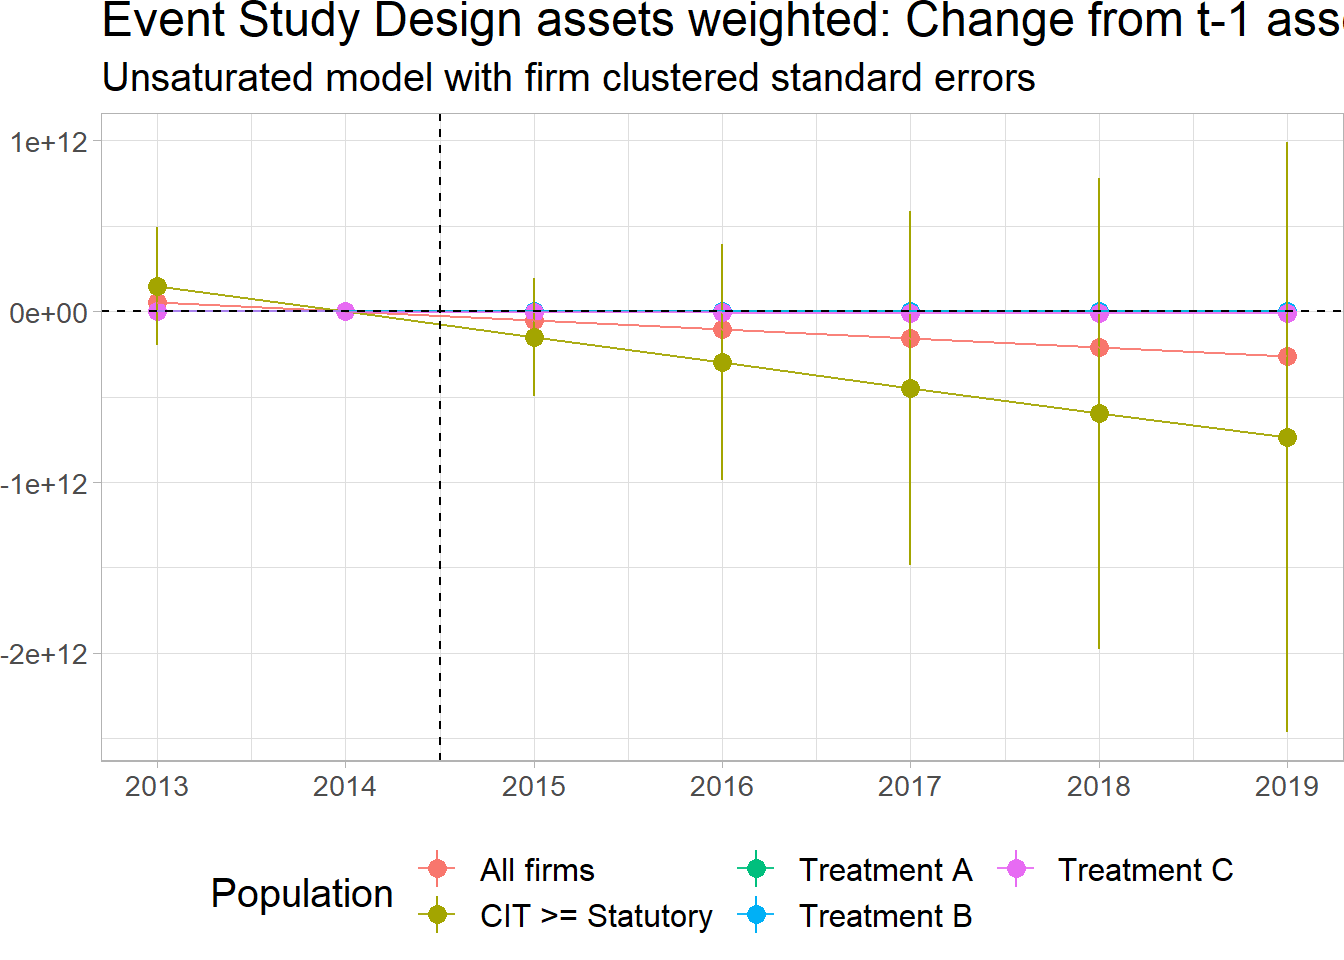 Event Study Design assets weighted: Change from t-1
Unsaturated model with firm clustered standard errors
1e+12
0e+00
-1e+12
-2e+12
2013 2014 2015 2016 2017 2018 2019
Population
All firms
CIT >= Statutory
Treatment A
Treatment B
Treatment C